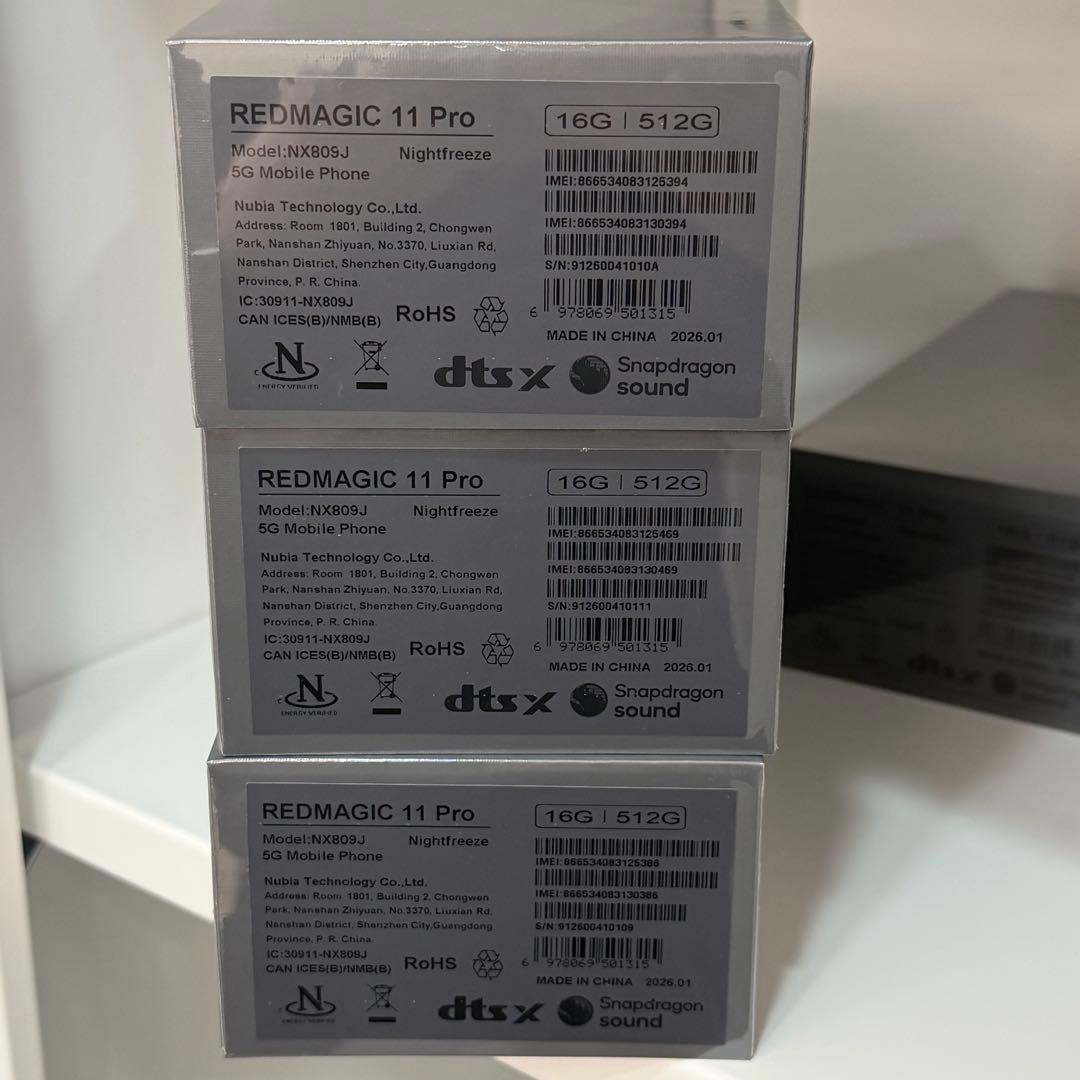 REDMAGIC 11 Pro
16G | 512G
Model:NX809J Nightfreeze
5G Mobile Phone
Nubia Technology Co.,Ltd.
Address: Room 1801, Building 2, Chongwen
Park, Nanshan Zhiyuan, No.3370, Liuxian Rd,
Nanshan District, Shenzhen City,Guangdong
Province, P. R. China.
IC:30911-NX809J
CAN ICES(B)/NMB(B)
RoHS
IMEI:866534083125394
IMEI:866534083130394
S/N:91260041010A
6 978069 501315
MADE IN CHINA 2026.01
N
ENERGY VERIFIED
dts X
Snapdragon
sound
REDMAGIC 11 Pro
16G | 512G
Model:NX809J Nightfreeze
5G Mobile Phone
Nubia Technology Co.,Ltd.
Address: Room 1801, Building 2, Chongwen
Park, Nanshan Zhiyuan, No.3370, Liuxian Rd,
Nanshan District, Shenzhen City,Guangdong
Province, P. R. China.
IC:30911-NX809J
CAN ICES(B)/NMB(B)
RoHS
IMEI:866534083125469
IMEI:866534083130469
S/N:912600410111
6 978069 501315
MADE IN CHINA 2026.01
N
ENERGY VERIFIED
dts X
Snapdragon
sound
REDMAGIC 11 Pro
16G | 512G
Model:NX809J Nightfreeze
5G Mobile Phone
Nubia Technology Co.,Ltd.
Address: Room 1801, Building 2, Chongwen
Park, Nanshan Zhiyuan, No.3370, Liuxian Rd,
Nanshan District, Shenzhen City,Guangdong
Province, P. R. China.
IC:30911-NX809J
CAN ICES(B)/NMB(B)
RoHS
IMEI:866534083125386
IMEI:866534083130386
S/N:912600410109
6 978069 501315
MADE IN CHINA 2026.01
N
ENERGY VERIFIED
dts X
Snapdragon
sound